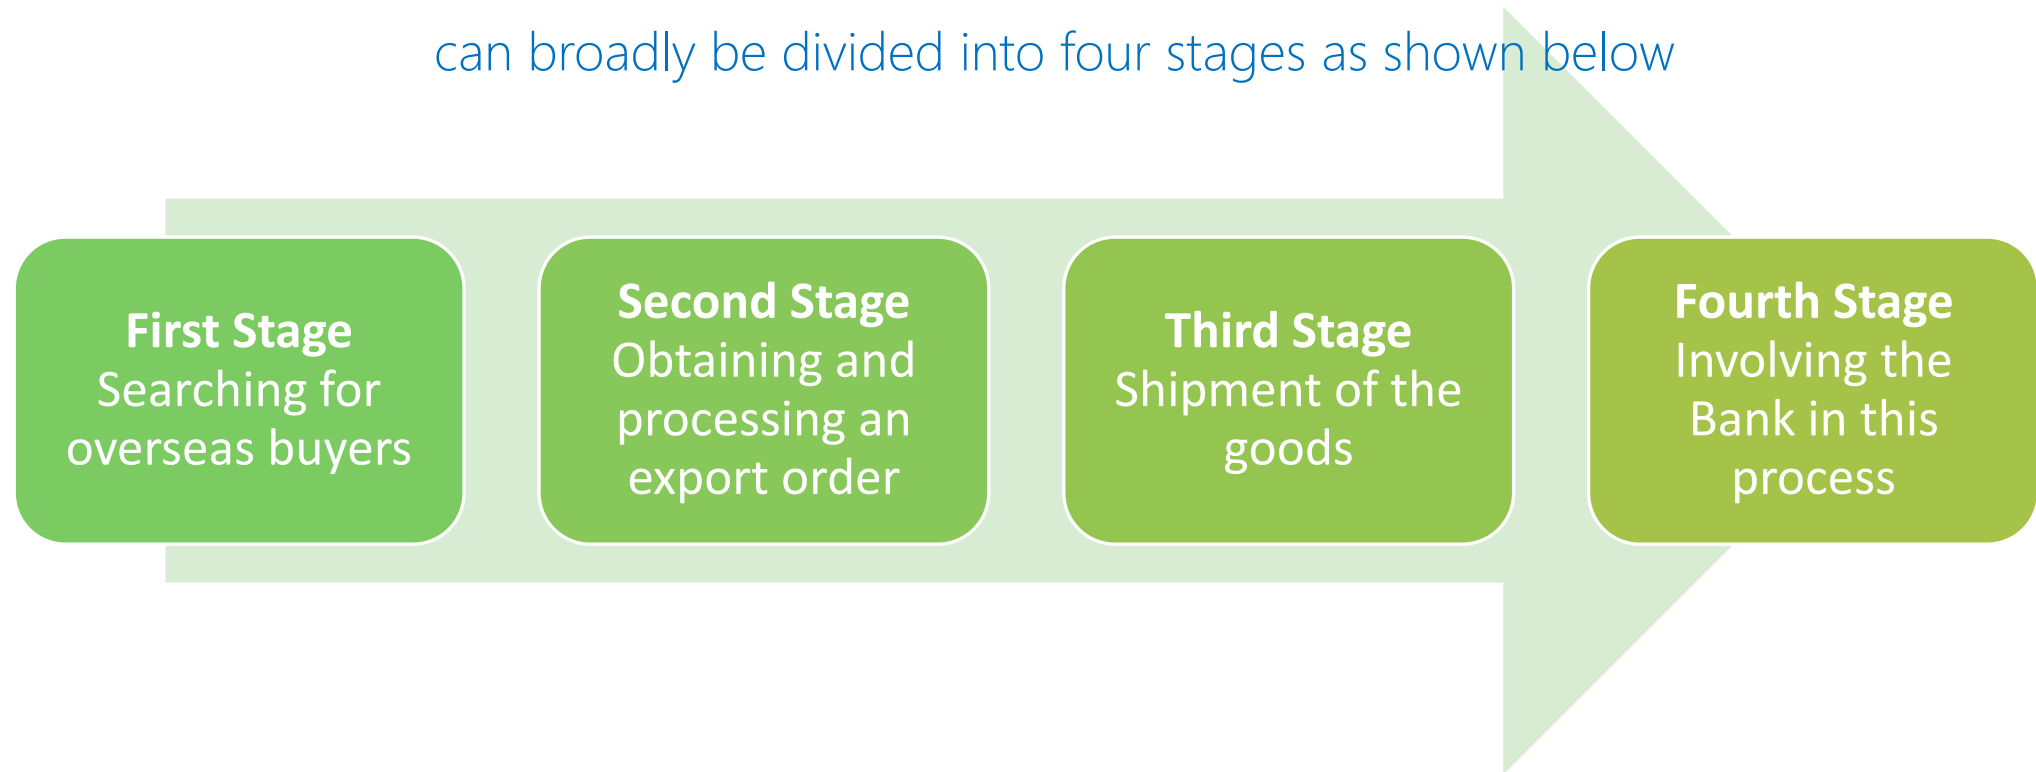 can broadly be divided into four stages as shown below
First Stage
Searching for
overseas buyers
Second Stage
Obtaining and
processing an
export order
Third Stage
Shipment of the
goods
Fourth Stage
Involving the
Bank in this
process